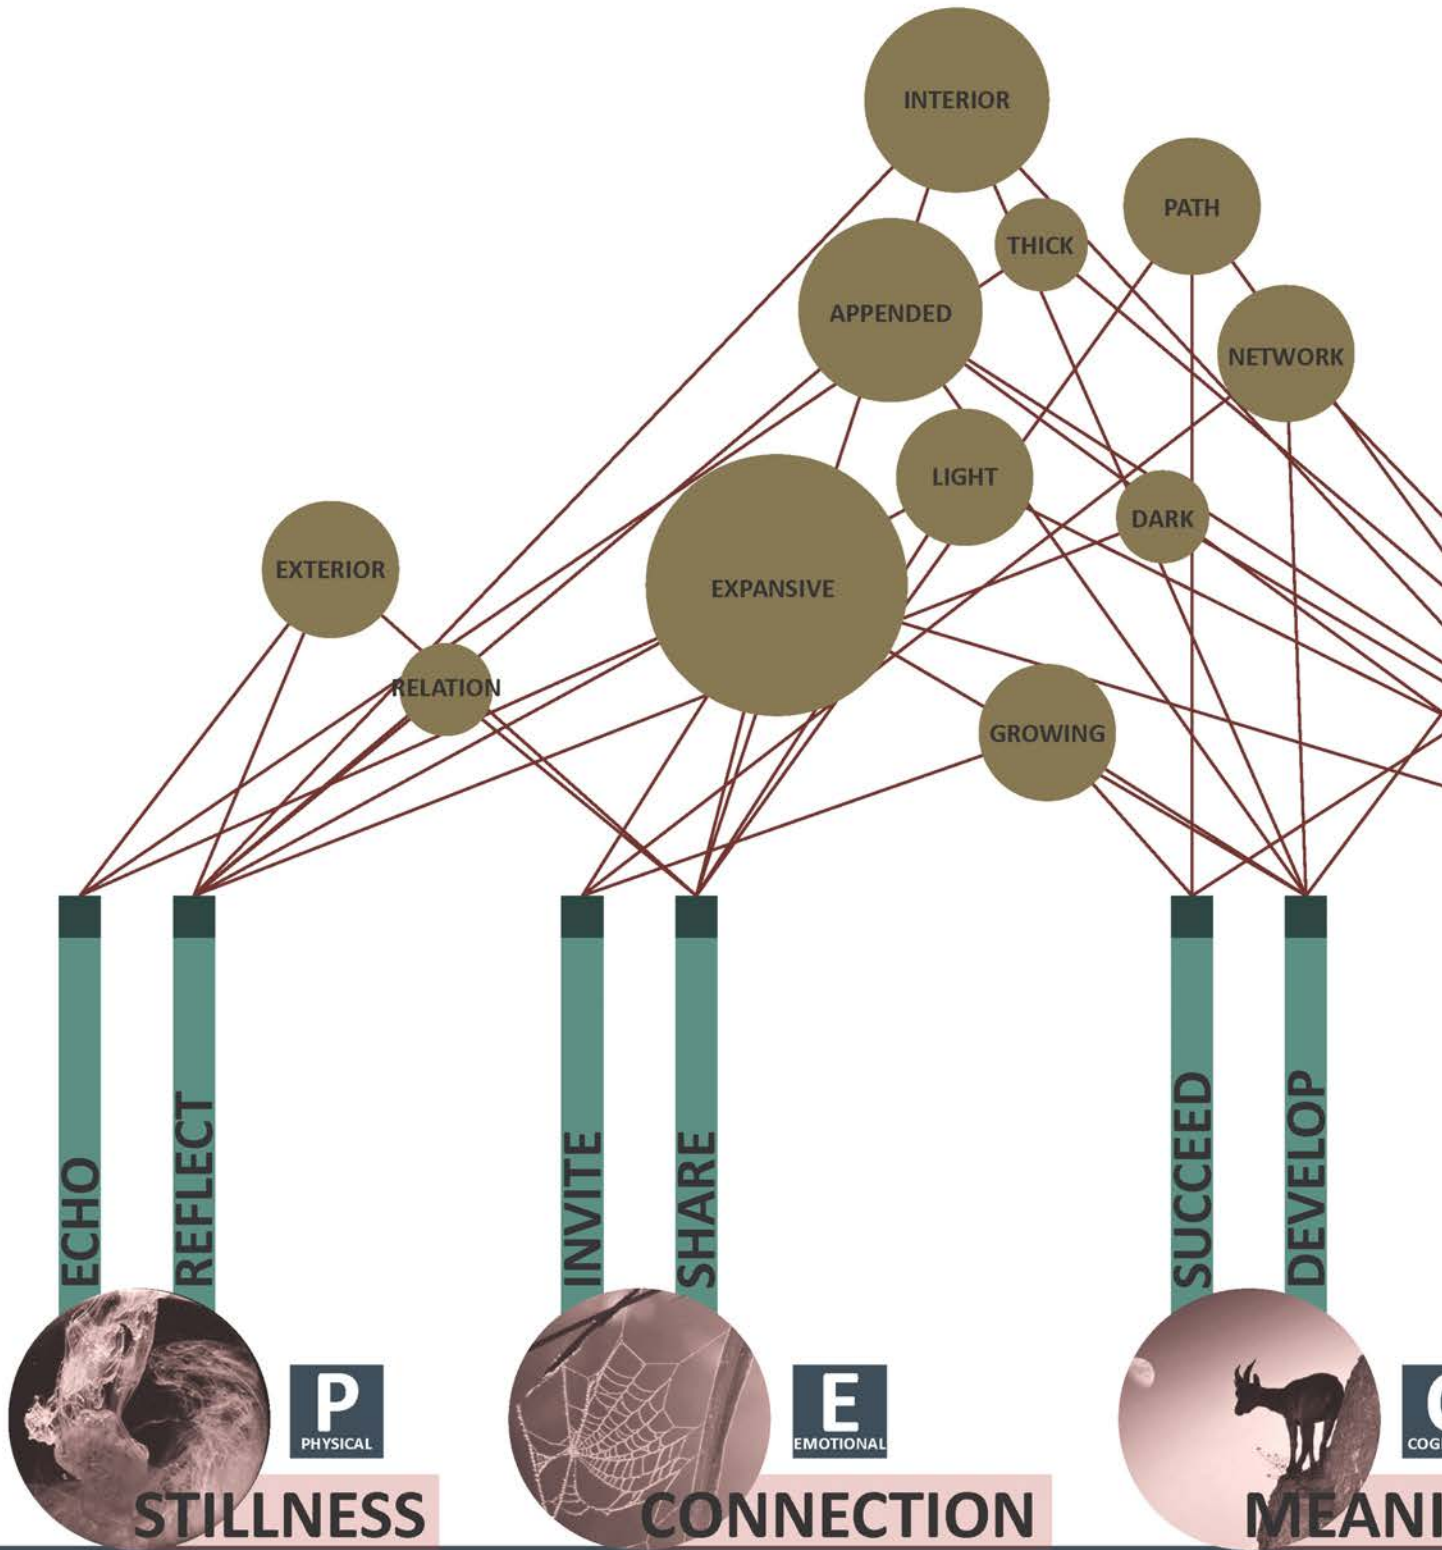 INTERIOR
PATH
THICK
APPENDED
NETWORK
LIGHT
DARK
EXTERIOR
EXPANSIVE
RELATION
GROWING
ECHO
REFLECT
INVITE
SHARE
SUCCEED
DEVELOP
P
PHYSICAL
E
EMOTIONAL
STILLNESS
CONNECTION